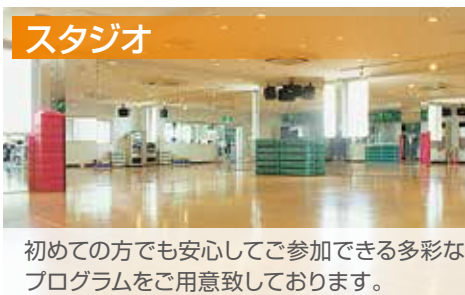 スタジオ
初めての方でも安心してご参加できる多彩な
プログラムをご用意致しております。